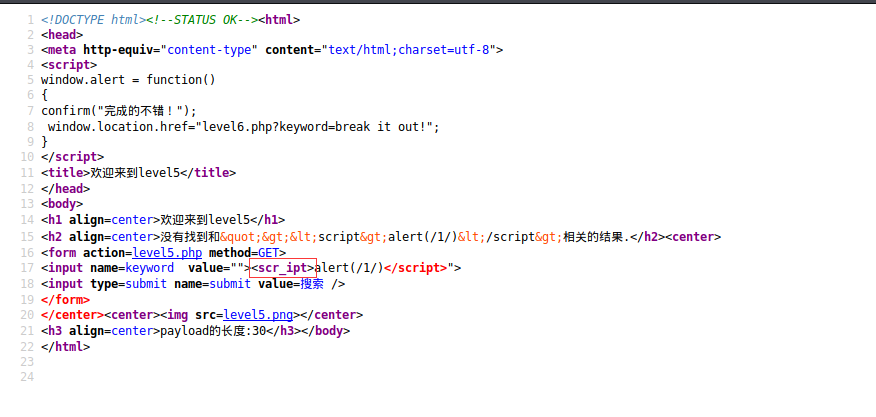 1 <!DOCTYPE html><!--STATUS OK--><html>
2 <head>
3 <meta http-equiv="content-type" content="text/html;charset=utf-8">
4 <script>
5 window.alert = function()
6 {
7 confirm("完成的不错！");
8  window.location.href="level6.php?keyword=break it out!";
9 }
10 </script>
11 <title>欢迎来到level5</title>
12 </head>
13 <body>
14 <h1 align=center>欢迎来到level5</h1>
15 <h2 align=center>没有找到和&quot;&gt;&lt;script&gt;alert(/1/)&lt;/script&gt;相关的结果.</h2><center>
16 <form action=level5.php method=GET>
17 <input name=keyword  value=""><scr_ipt>alert(/1/)</script>">
18 <input type=submit name=submit value=搜索 />
19 </form>
20 </center><center><img src=level5.png></center>
21 <h3 align=center>payload的长度:30</h3></body>
22 </html>
23
24